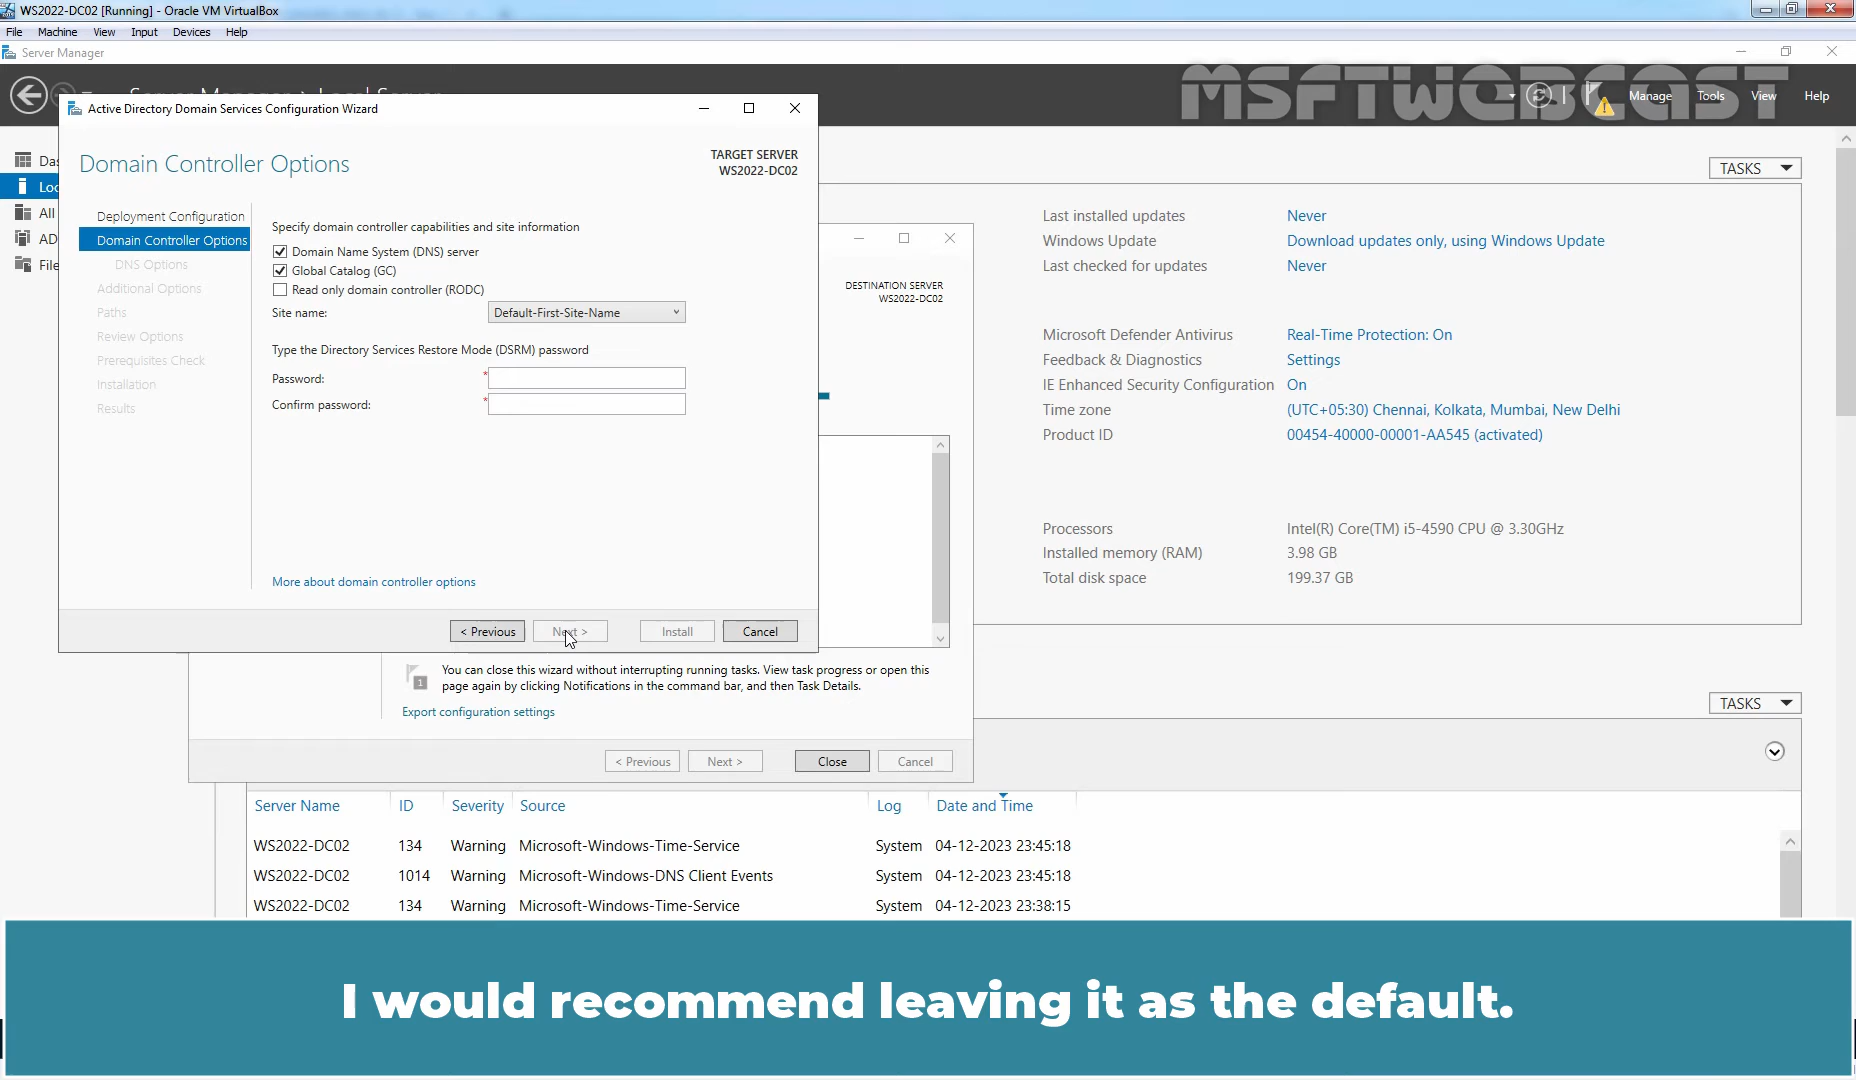 WS2022-DC02 [Running] - Oracle VM VirtualBox
File Machine View Input Devices Help
Server Manager
MSFTWEBCAST
Manage Tools View Help
Active Directory Domain Services Configuration Wizard
Domain Controller Options
TARGET SERVER
WS2022-DC02
Deployment Configuration
Domain Controller Options
DNS Options
Additional Options
Paths
Review Options
Prerequisites Check
Installation
Results
Specify domain controller capabilities and site information
Domain Name System (DNS) server
Global Catalog (GC)
Read only domain controller (RODC)
Site name:
Default-First-Site-Name
Type the Directory Services Restore Mode (DSRM) password
Password: *
Confirm password: *
More about domain controller options
< Previous Next > Install Cancel
All
AD
File
DESTINATION SERVER
WS2022-DC02
1
You can close this wizard without interrupting running tasks. View task progress or open this
page again by clicking Notifications in the command bar, and then Task Details.
Export configuration settings
< Previous Next > Close Cancel
TASKS
Last installed updates Never
Windows Update Download updates only, using Windows Update
Last checked for updates Never
Microsoft Defender Antivirus Real-Time Protection: On
Feedback & Diagnostics Settings
IE Enhanced Security Configuration On
Time zone (UTC+05:30) Chennai, Kolkata, Mumbai, New Delhi
Product ID 00454-40000-00001-AA545 (activated)
Processors Intel(R) Core(TM) i5-4590 CPU @ 3.30GHz
Installed memory (RAM) 3.98 GB
Total disk space 199.37 GB
TASKS
Server Name ID Severity Source Log Date and Time
WS2022-DC02 134 Warning Microsoft-Windows-Time-Service System 04-12-2023 23:45:18
WS2022-DC02 1014 Warning Microsoft-Windows-DNS Client Events System 04-12-2023 23:45:18
WS2022-DC02 134 Warning Microsoft-Windows-Time-Service System 04-12-2023 23:38:15
I would recommend leaving it as the default.